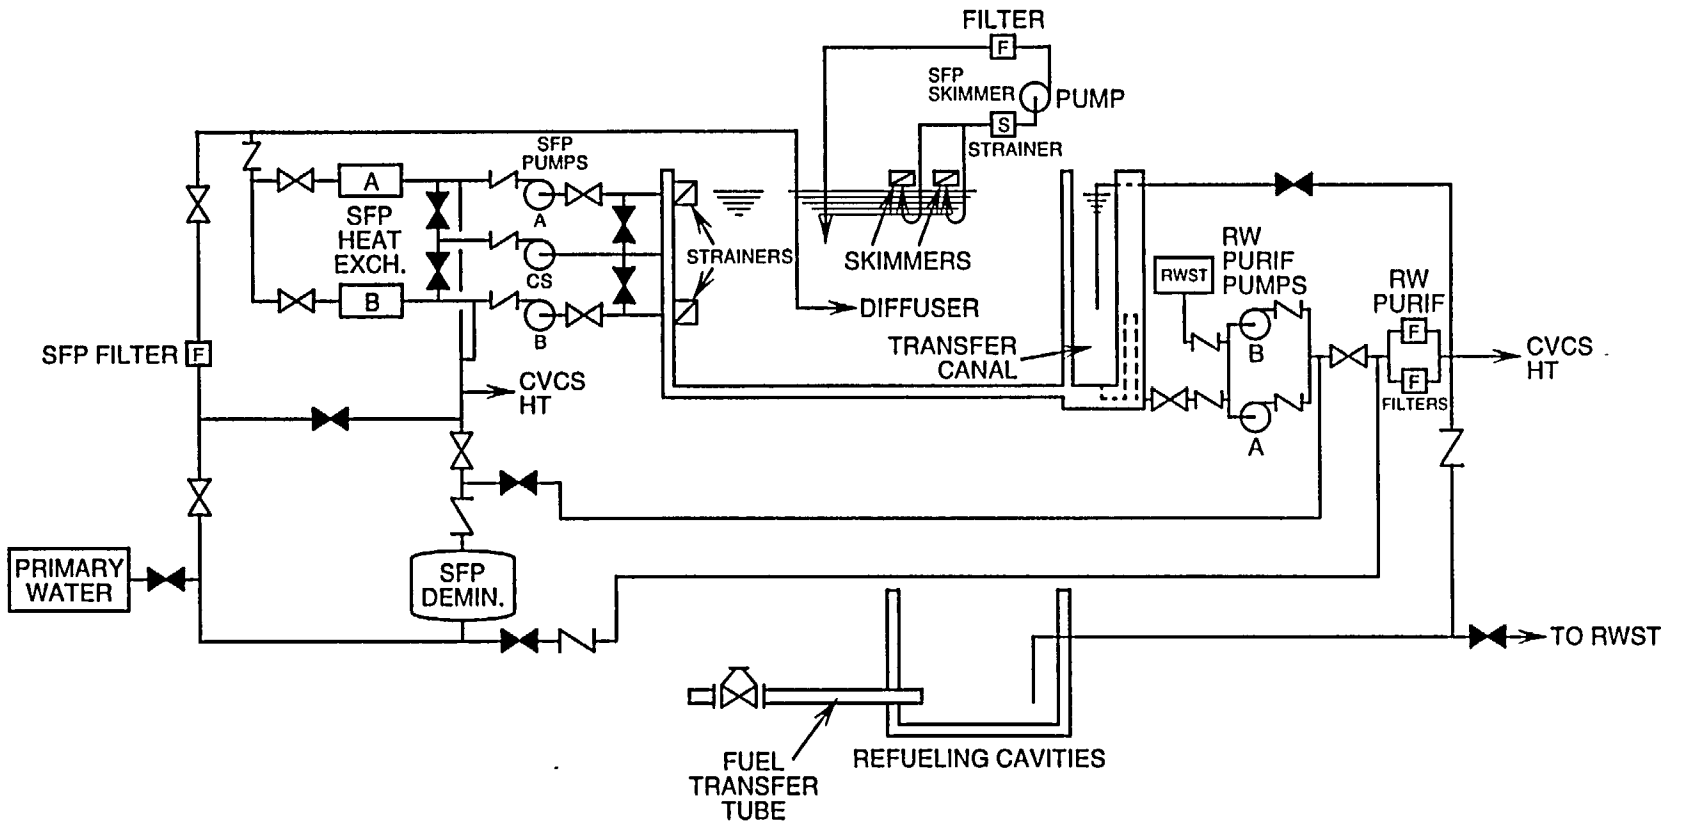 FILTER
F
SFP
SKIMMER
PUMP
S
STRAINER
SFP
PUMPS
A
A
SFP
HEAT
EXCH.
CS
B
B
STRAINERS
SKIMMERS
DIFFUSER
TRANSFER
CANAL
RW
PURIF
PUMPS
RWST
B
A
RW
PURIF
F
F
FILTERS
CVCS
HT
SFP FILTER
F
CVCS
HT
PRIMARY
WATER
SFP
DEMIN.
TO RWST
FUEL
TRANSFER
TUBE
REFUELING CAVITIES